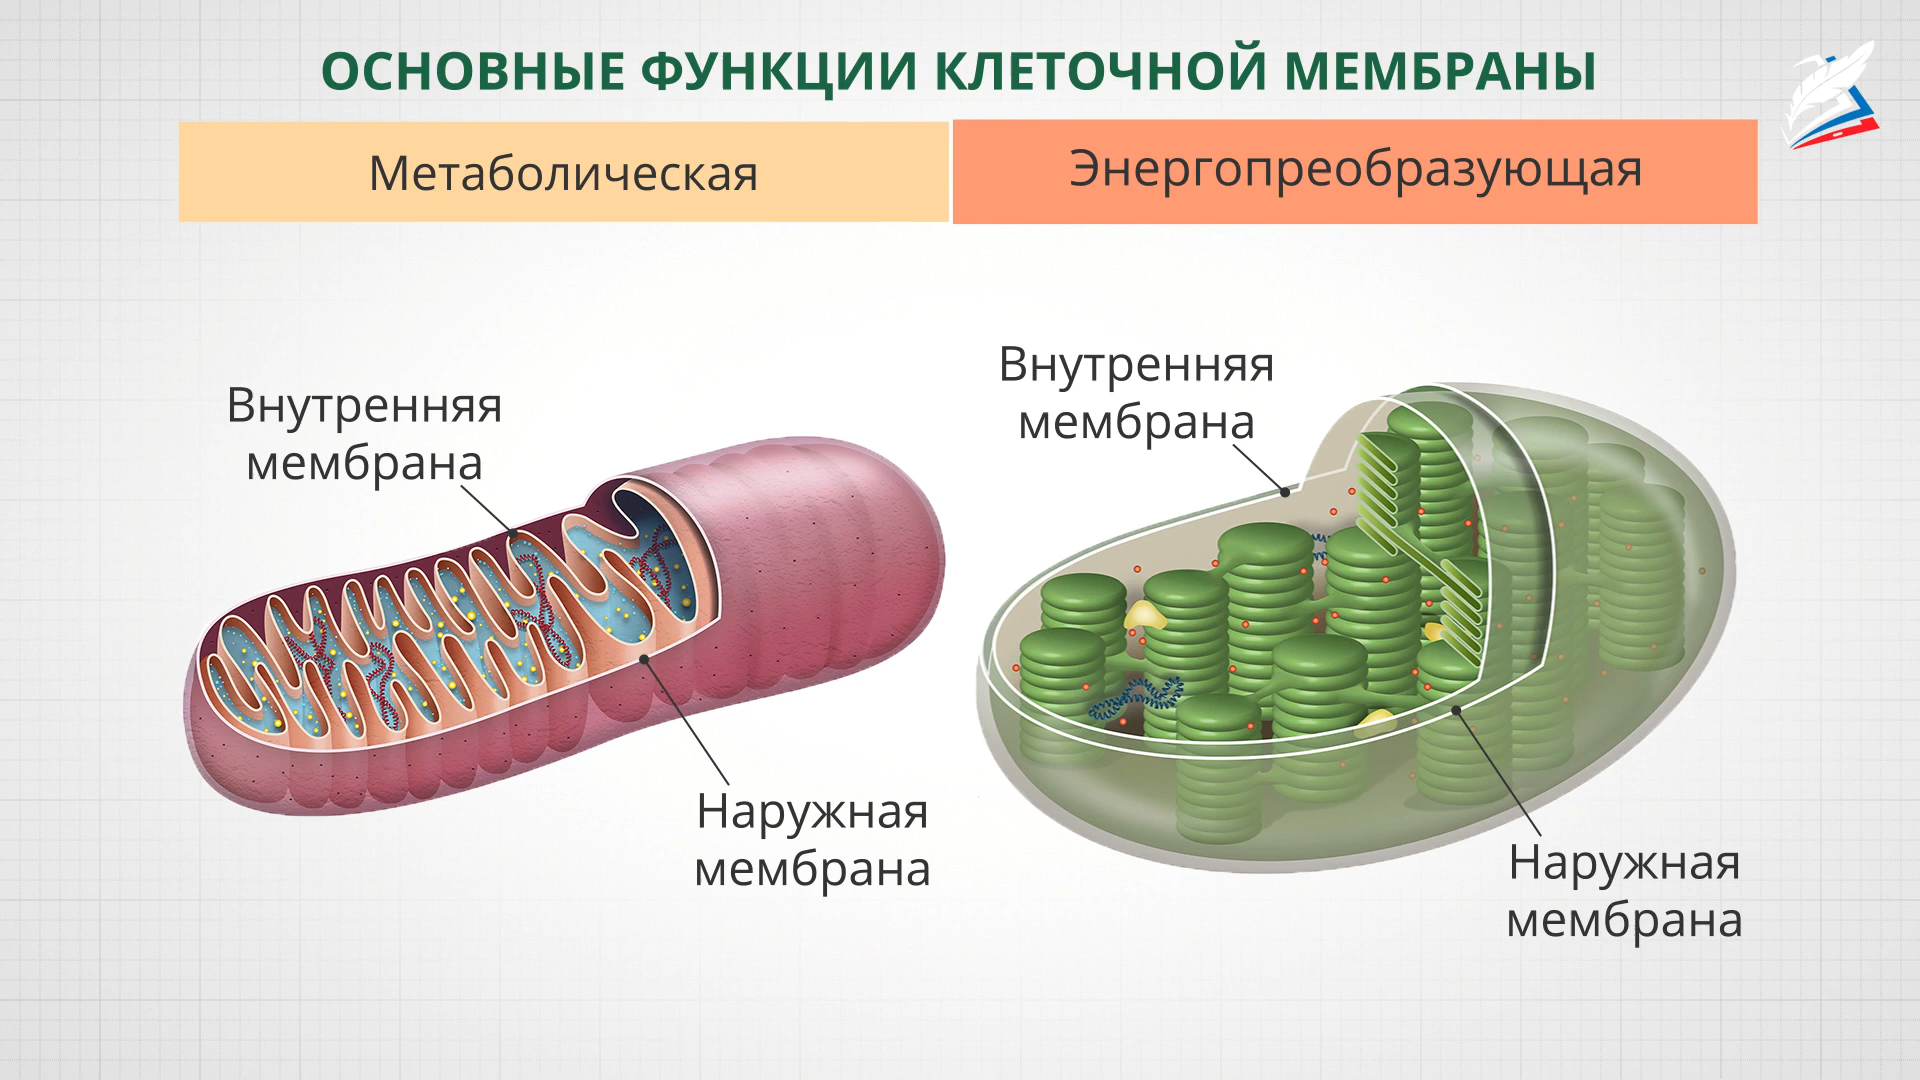 ОСНОВНЫЕ ФУНКЦИИ КЛЕТОЧНОЙ МЕМБРАНЫ
Метаболическая
Энергопреобразующая
Внутренняя
мембрана
Наружная
мембрана
Внутренняя
мембрана
Наружная
мембрана